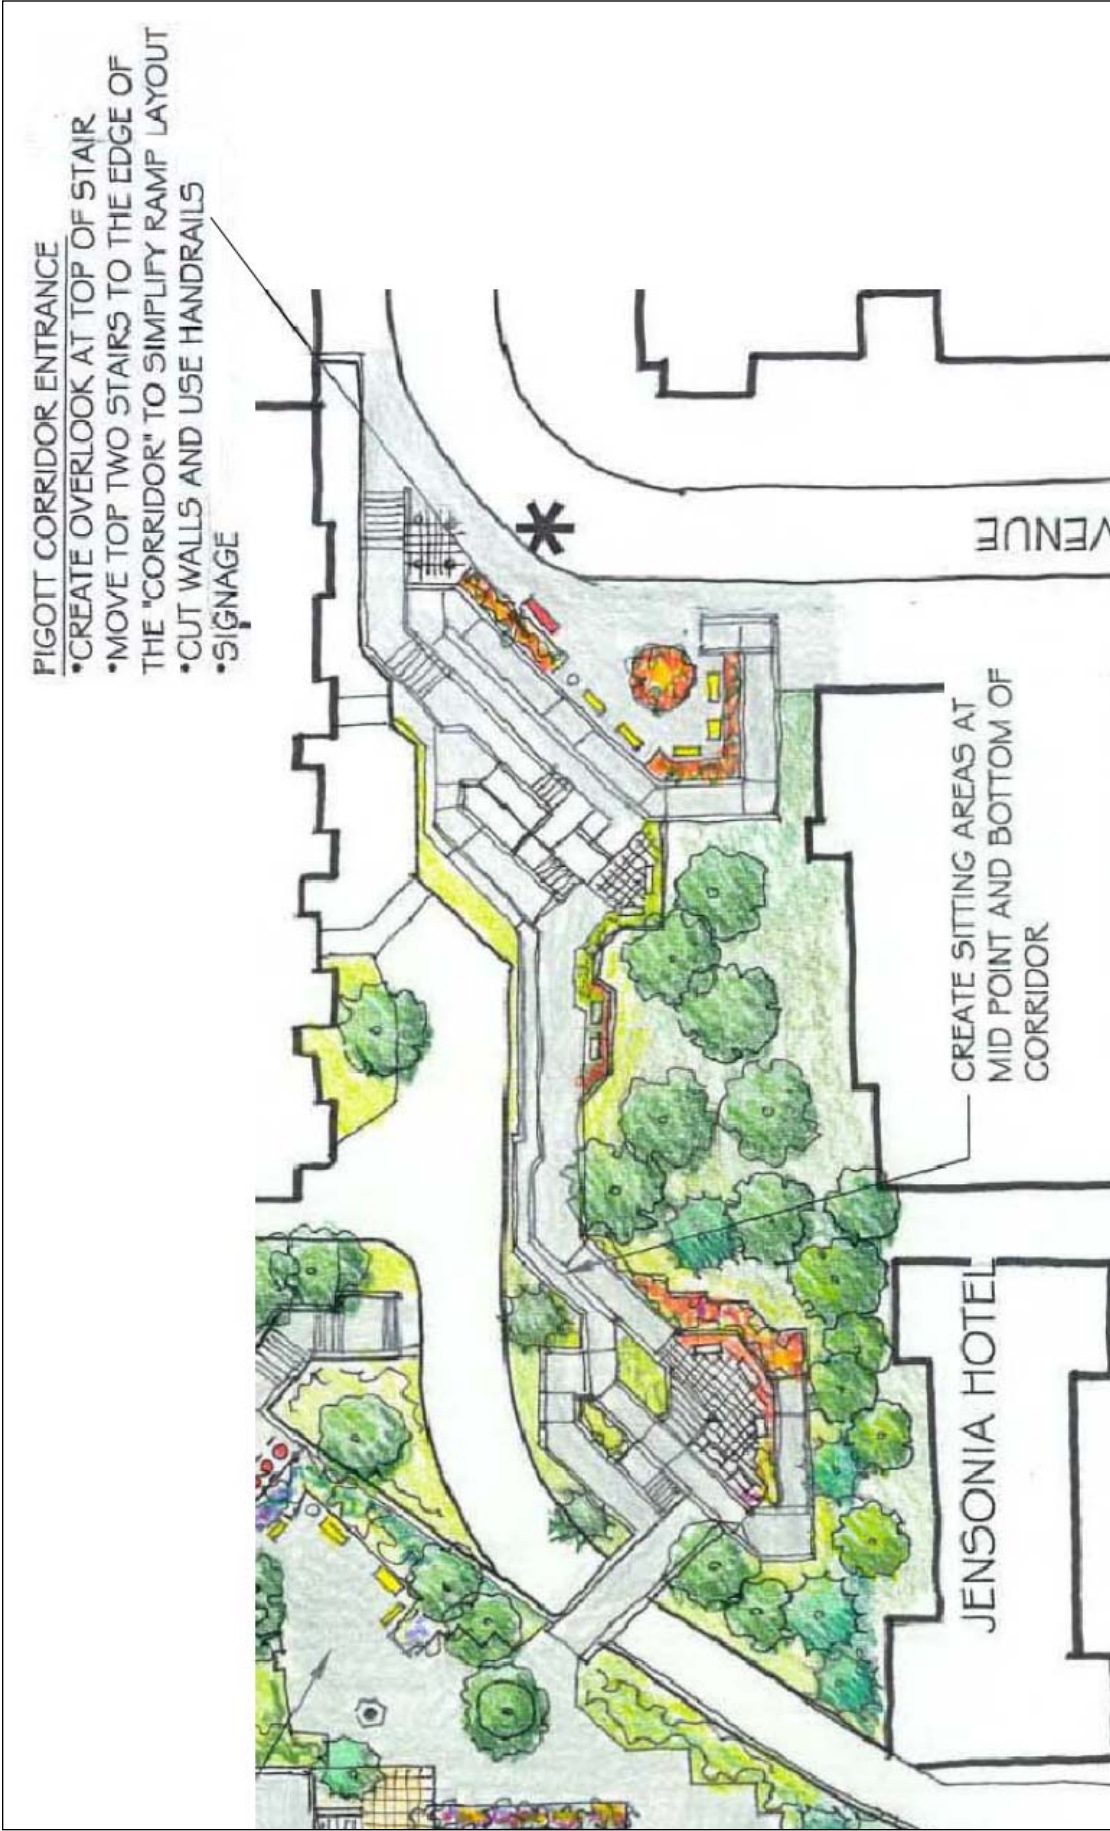 PIGOTT CORRIDOR ENTRANCE
•CREATE OVERLOOK AT TOP OF STAIR
•MOVE TOP TWO STAIRS TO THE EDGE OF
THE "CORRIDOR" TO SIMPLIFY RAMP LAYOUT
•CUT WALLS AND USE HANDRAILS
•SIGNAGE
VENUE
CREATE SITTING AREAS AT
MID POINT AND BOTTOM OF
CORRIDOR
JENSONIA HOTEL